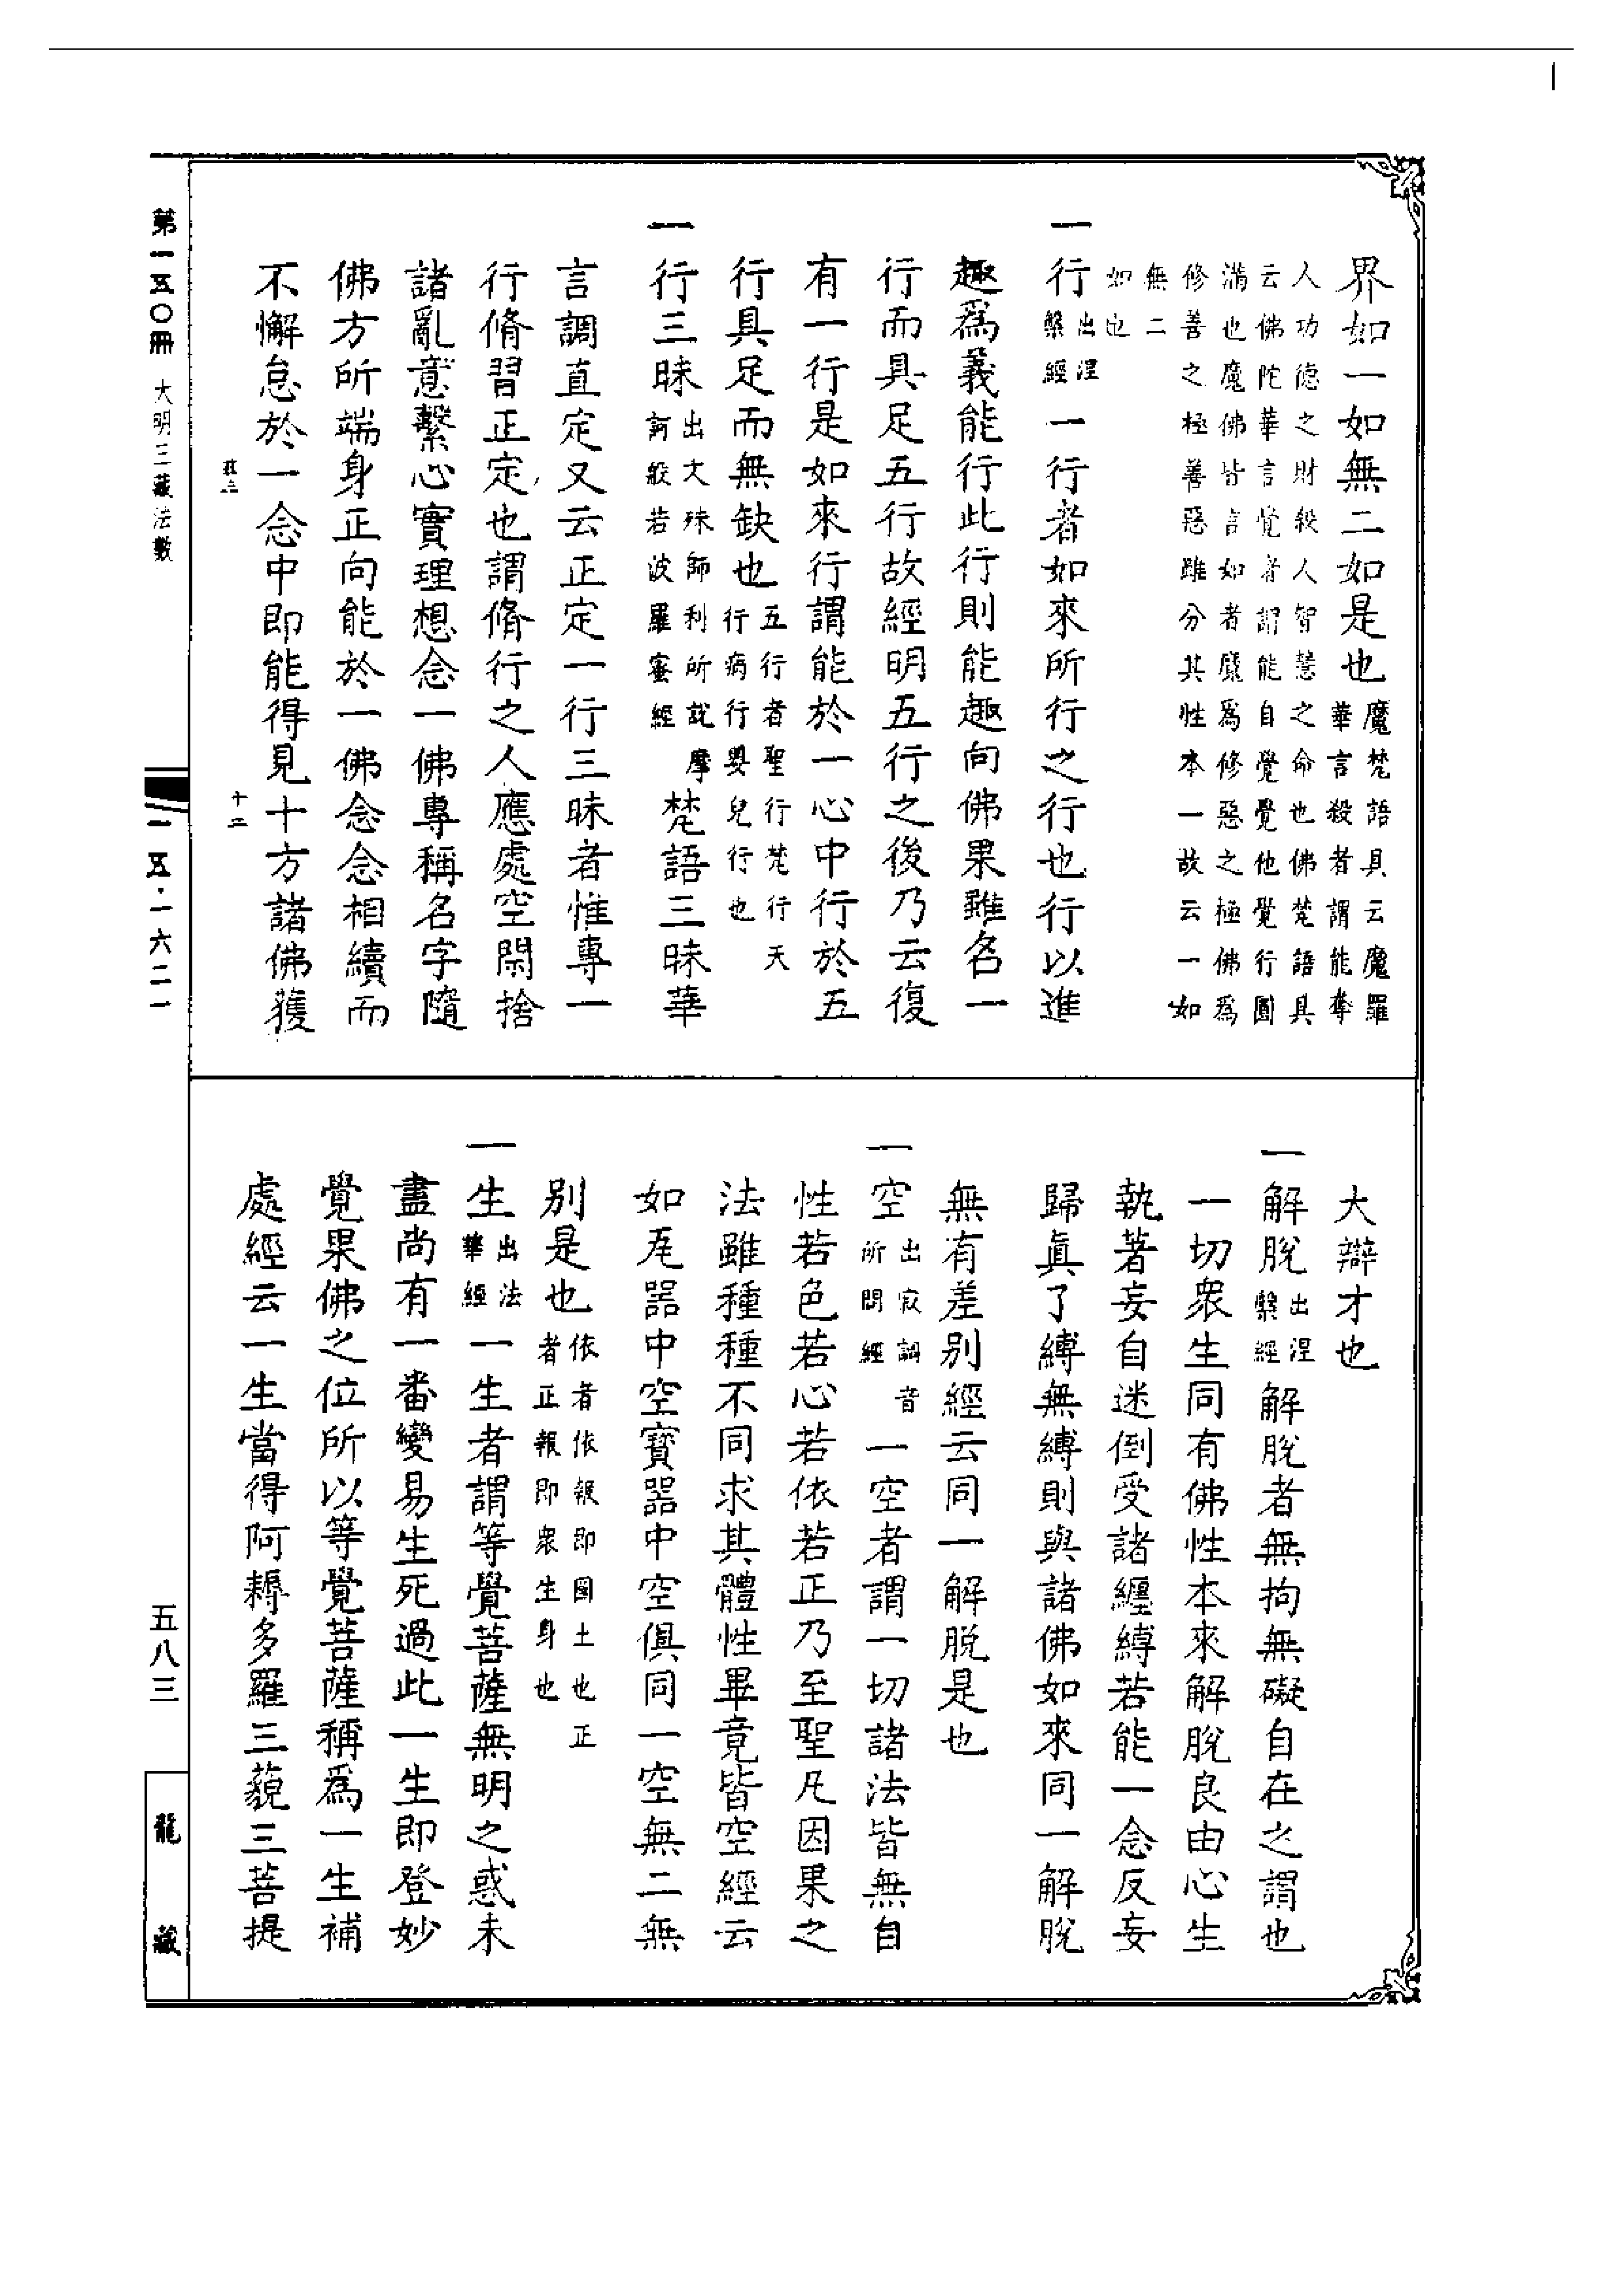 界如一如無二如是也魔梵語具云魔羅華言殺者謂能奪
人功德之財殺人智慧之命也佛梵語具
云佛陀華言覺者謂能自覺覺他覺行圓
滿也魔佛皆言如者魔爲修惡之極佛爲
修善之極善惡雖分其性本一故云一如
無二
如也
一行出涅槃經一行者如來所行之行也行以進
趣爲義能行此行則能趣向佛果雖名一
行而具足五行故經明五行之後乃云復
有一行是如來行謂能於一心中行於五
行具足而無缺也五行者聖行梵行天行病行嬰兒行也
一行三昧出文殊師利所說摩訶般若波羅蜜經梵語三昧華
言調直定又云正定一行三昧者惟專一
行脩習正定也謂脩行之人應處空閑捨
諸亂意繫心實理想念一佛專稱名字隨
佛方所端身正向能於一佛念念相續而
不懈怠於一念中即能得見十方諸佛獲
十二
大辯才也
一解脫出涅槃經解脫者無拘無礙自在之謂也
一切衆生同有佛性本來解脫良由心生
執著妄自迷倒受諸纏縛若能一念反妄
歸眞了縛無縛則與諸佛如來同一解脫
無有差別經云同一解脫是也
一空出寂調音所問經一空者謂一切諸法皆無自
性若色若心若依若正乃至聖凡因果之
法雖種種不同求其體性畢竟皆空經云
如瓦器中空寶器中空俱同一空無二無
別是也依者依報即國土也正者正報即衆生身也
一生出法華經一生者謂等覺菩薩無明之惑未
盡尚有一番變易生死過此一生即登妙
覺果佛之位所以等覺菩薩稱爲一生補
處經云一生當得阿耨多羅三藐三菩提
第一五〇冊 大明三藏法數
一五·一六二一
五八三
龍藏